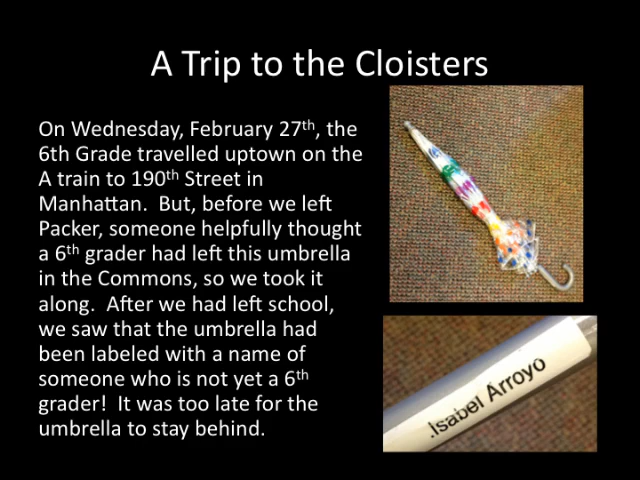 A Trip to the Cloisters
On Wednesday, February 27th, the
6th Grade travelled uptown on the
A train to 190th Street in
Manhattan.  But, before we left
Packer, someone helpfully thought
a 6th grader had left this umbrella
in the Commons, so we took it
along.  After we had left school,
we saw that the umbrella had
been labeled with a name of
someone who is not yet a 6th
grader!  It was too late for the
umbrella to stay behind.
.Isabel Arroyo